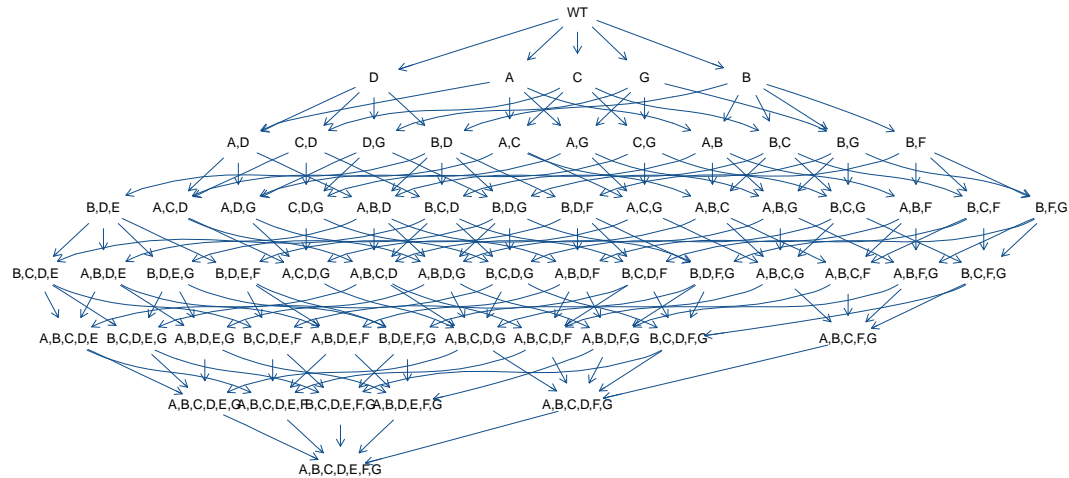 WT
D A C G B
A,D C,D D,G B,D A,C A,G C,G A,B B,C B,G B,F
B,D,E A,C,D A,D,G C,D,G A,B,D B,C,D B,D,G B,D,F A,C,G A,B,C A,B,G B,C,G A,B,F B,C,F B,F,G
B,C,D,E A,B,D,E B,D,E,G B,D,E,F A,C,D,G A,B,C,D A,B,D,G B,C,D,G A,B,D,F B,C,D,F B,D,F,G A,B,C,G A,B,C,F A,B,F,G B,C,F,G
A,B,C,D,E B,C,D,E,G A,B,D,E,G B,C,D,E,F A,B,D,E,F B,D,E,F,G A,B,C,D,G A,B,C,D,F A,B,D,F,G B,C,D,F,G A,B,C,F,G
A,B,C,D,E,G A,B,C,D,E,F B,C,D,E,F,G A,B,D,E,F,G A,B,C,D,F,G
A,B,C,D,E,F,G